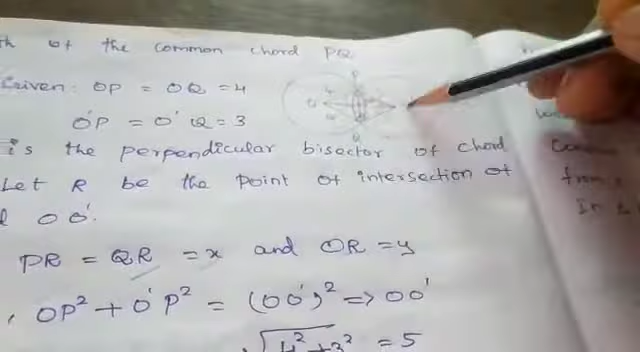 of the common chord PQ
Given: OP = OQ = 4
O'P = O'Q = 3
is the perpendicular bisector of chord
Let R be the point of intersection of
OO'.
PR = QR = x and OR = y
OP² + O'P² = (OO')² => OO'
√4² + 3² = 5